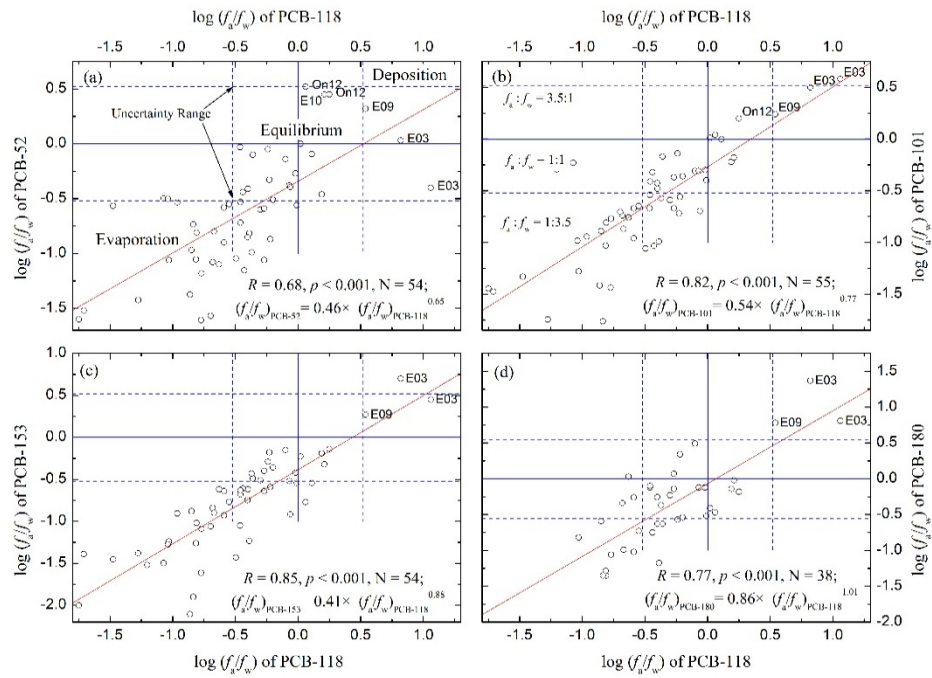 log (fa/fw) of PCB-118
log (fa/fw) of PCB-118
-1.5 -1.0 -0.5 0.0 0.5 1.0
-1.5 -1.0 -0.5 0.0 0.5 1.0
(a)
Deposition
On12
E10
On12
E09
Uncertainty
Range
Equilibrium
E03
E03
Evaporation
R = 0.68, p < 0.001, N = 54;
(fa/fw)PCB-52 = 0.46× (fa/fw)PCB-118 0.65
0.5
0.0
-0.5
-1.0
-1.5
log (fa/fw) of PCB-52
(b)
E03
E03
fa : fw = 3.5:1
On12
E09
fa : fw = 1:1
fa : fw = 1:3.5
R = 0.82, p < 0.001, N = 55;
(fa/fw)PCB-101 = 0.54× (fa/fw)PCB-118 0.77
0.5
0.0
-0.5
-1.0
-1.5
log (fa/fw) of PCB-101
(c)
E03
E03
E09
R = 0.85, p < 0.001, N = 54;
(fa/fw)PCB-153 0.41× (fa/fw)PCB-118
1.0
0.5
0.0
-0.5
-1.0
-1.5
-2.0
log (fa/fw) of PCB-153
(d)
E03
E09
E03
R = 0.77, p < 0.001, N = 38;
(fa/fw)PCB-180 = 0.86× (fa/fw)PCB-118 1.01
1.5
1.0
0.5
0.0
-0.5
-1.0
-1.5
-2.0
log (fa/fw) of PCB-180
-1.5 -1.0 -0.5 0.0 0.5 1.0
-1.5 -1.0 -0.5 0.0 0.5 1.0
log (fa/fw) of PCB-118
log (fa/fw) of PCB-118